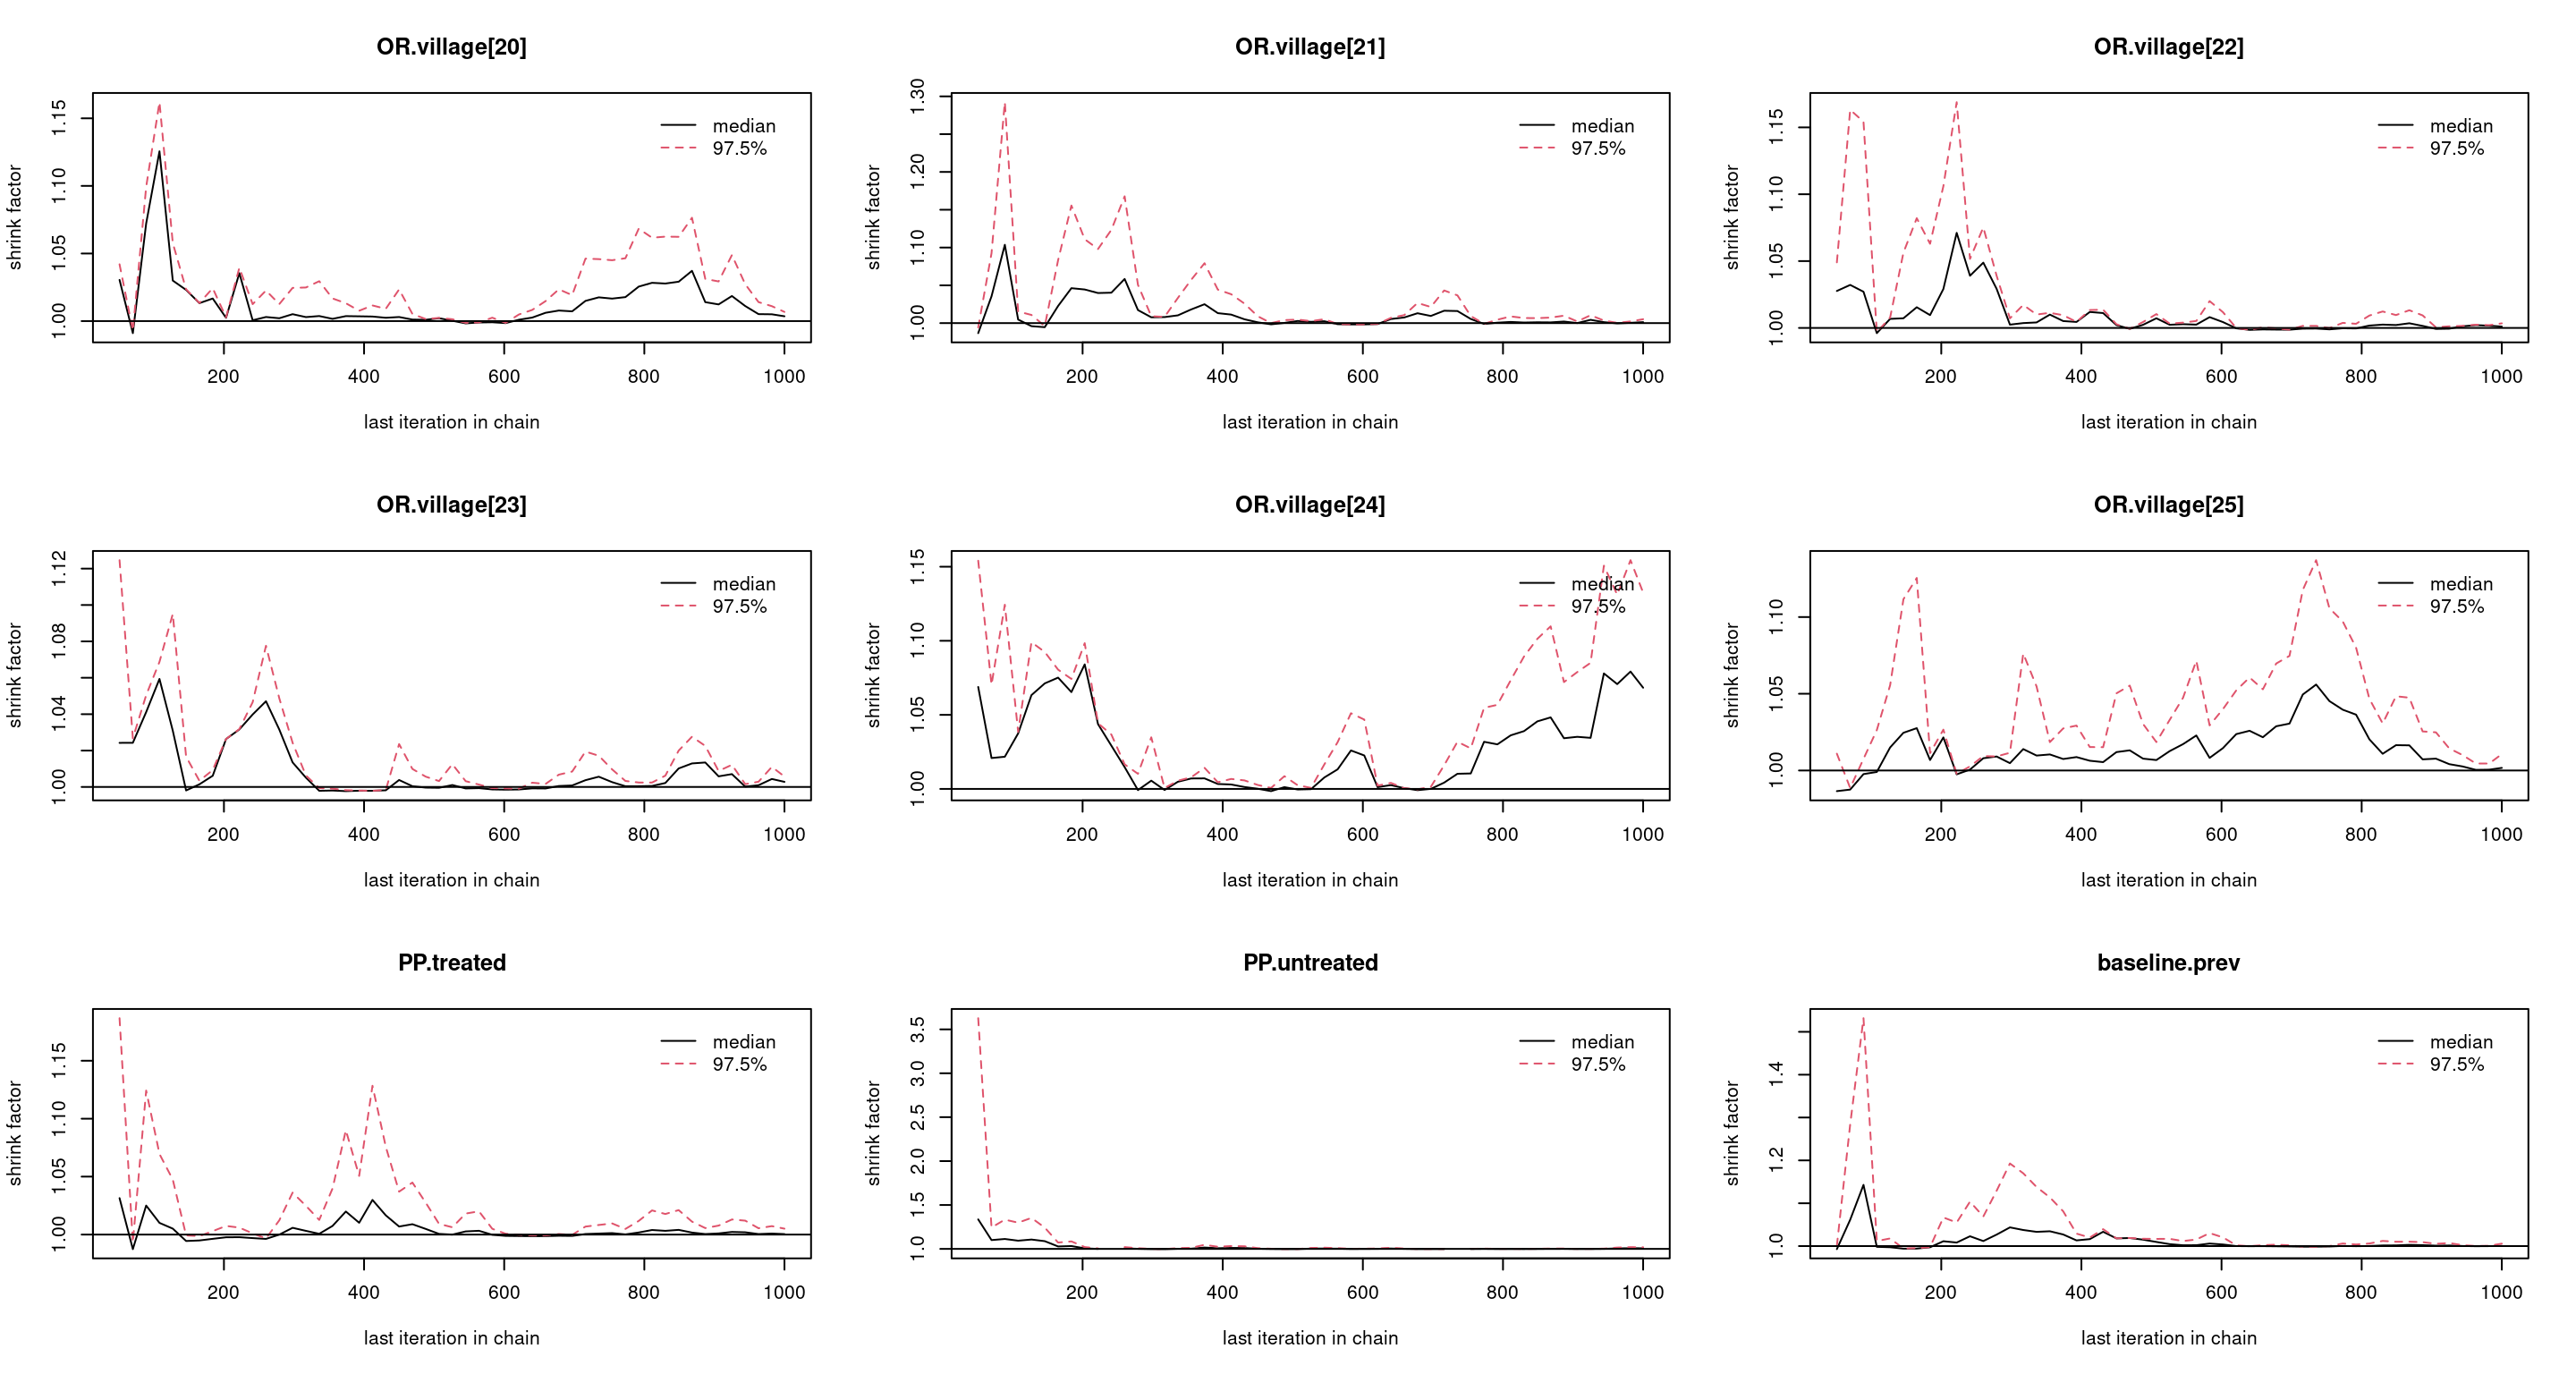 OR.village[20]
shrink factor
1.00 1.05 1.10 1.15
median
97.5%
200 400 600 800 1000
last iteration in chain
OR.village[21]
shrink factor
1.00 1.10 1.20 1.30
median
97.5%
200 400 600 800 1000
last iteration in chain
OR.village[22]
shrink factor
1.00 1.05 1.10 1.15
median
97.5%
200 400 600 800 1000
last iteration in chain
OR.village[23]
shrink factor
1.00 1.04 1.08 1.12
median
97.5%
200 400 600 800 1000
last iteration in chain
OR.village[24]
shrink factor
1.00 1.05 1.10 1.15
median
97.5%
200 400 600 800 1000
last iteration in chain
OR.village[25]
shrink factor
1.00 1.05 1.10
median
97.5%
200 400 600 800 1000
last iteration in chain
PP.treated
shrink factor
1.00 1.05 1.10 1.15
median
97.5%
200 400 600 800 1000
last iteration in chain
PP.untreated
shrink factor
1.0 1.5 2.0 2.5 3.0 3.5
median
97.5%
200 400 600 800 1000
last iteration in chain
baseline.prev
shrink factor
1.0 1.2 1.4
median
97.5%
200 400 600 800 1000
last iteration in chain